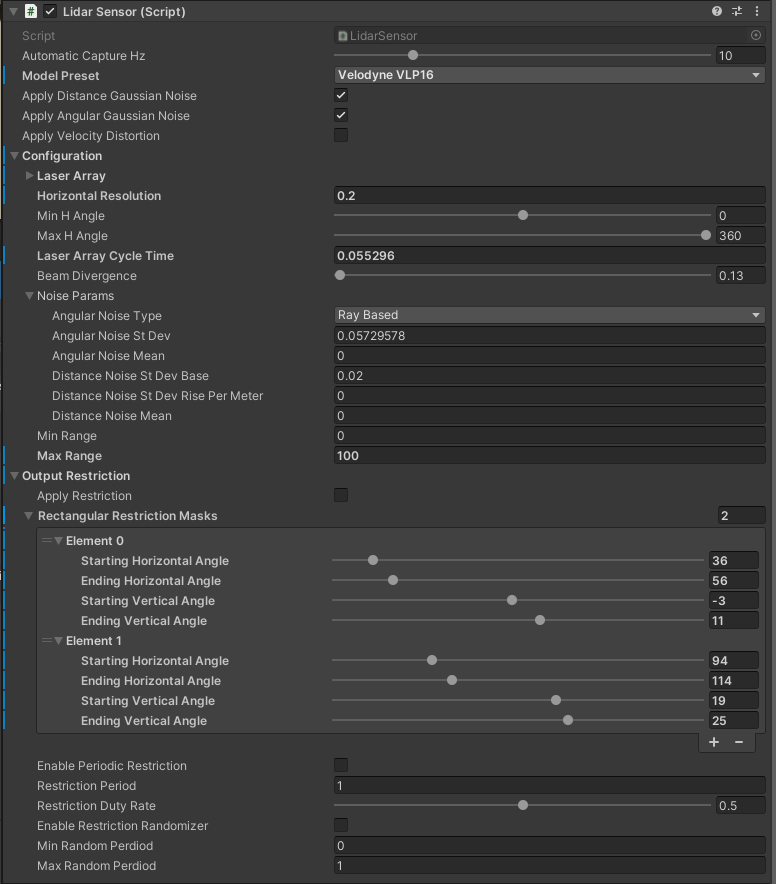 # Lidar Sensor (Script)
Script LidarSensor
Automatic Capture Hz 10
Model Preset Velodyne VLP16
Apply Distance Gaussian Noise
Apply Angular Gaussian Noise
Apply Velocity Distortion
Configuration
Laser Array
Horizontal Resolution 0.2
Min H Angle 0
Max H Angle 360
Laser Array Cycle Time 0.055296
Beam Divergence 0.13
Noise Params
Angular Noise Type Ray Based
Angular Noise St Dev 0.05729578
Angular Noise Mean 0
Distance Noise St Dev Base 0.02
Distance Noise St Dev Rise Per Meter 0
Distance Noise Mean 0
Min Range 0
Max Range 100
Output Restriction
Apply Restriction
Rectangular Restriction Masks 2
Element 0
Starting Horizontal Angle 36
Ending Horizontal Angle 56
Starting Vertical Angle -3
Ending Vertical Angle 11
Element 1
Starting Horizontal Angle 94
Ending Horizontal Angle 114
Starting Vertical Angle 19
Ending Vertical Angle 25
+ −
Enable Periodic Restriction
Restriction Period 1
Restriction Duty Rate 0.5
Enable Restriction Randomizer
Min Random Perdiod 0
Max Random Perdiod 1